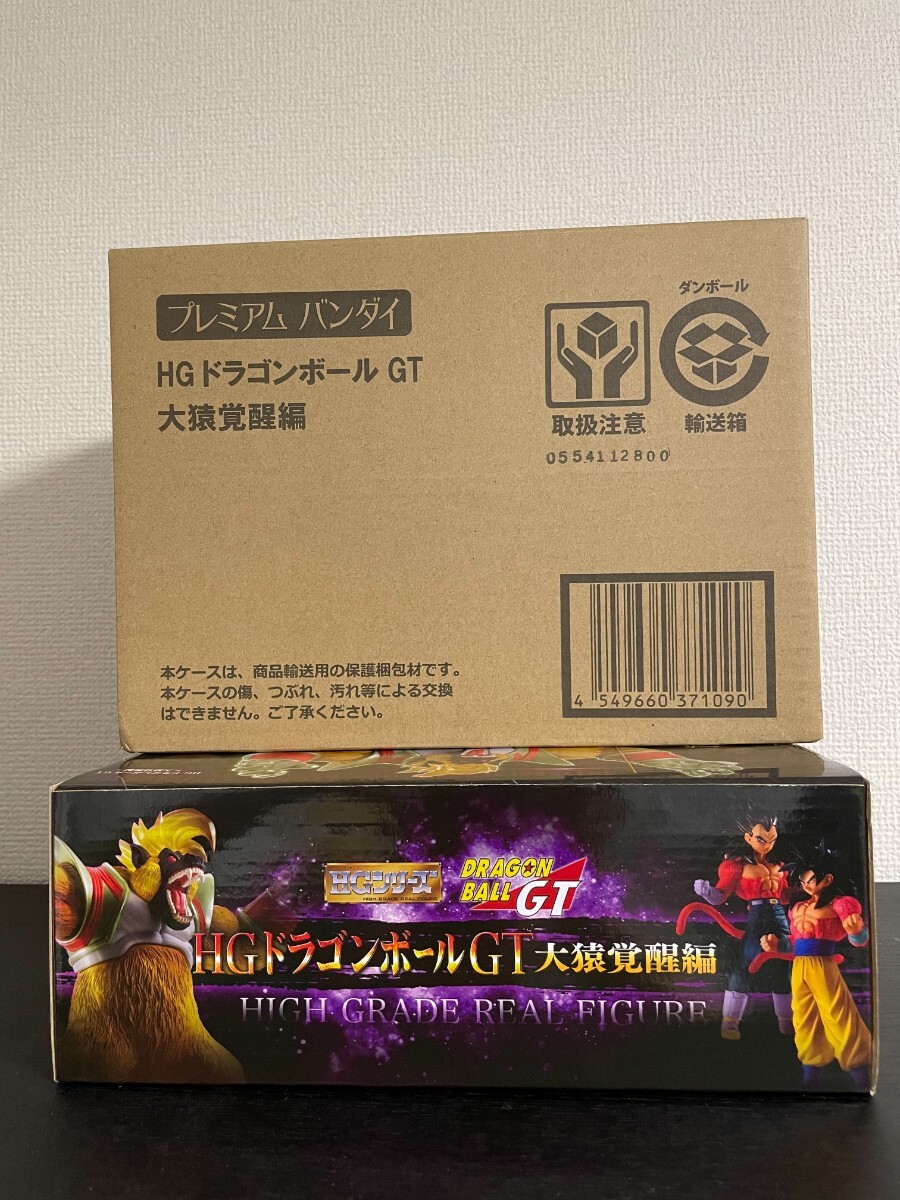 プレミアム バンダイ
HG ドラゴンボール GT
大猿覚醒編
ダンボール
取扱注意
輸送箱
05541 12800
本ケースは、商品輸送用の保護梱包材です。
本ケースの傷、つぶれ、汚れ等による交換
はできません。ご了承ください。
4 549660 371090
HGシリーズ
HIGH GRADE REAL FIGURE
DRAGON
BALL GT
HGドラゴンボールGT大猿覚醒編
HIGH GRADE REAL FIGURE